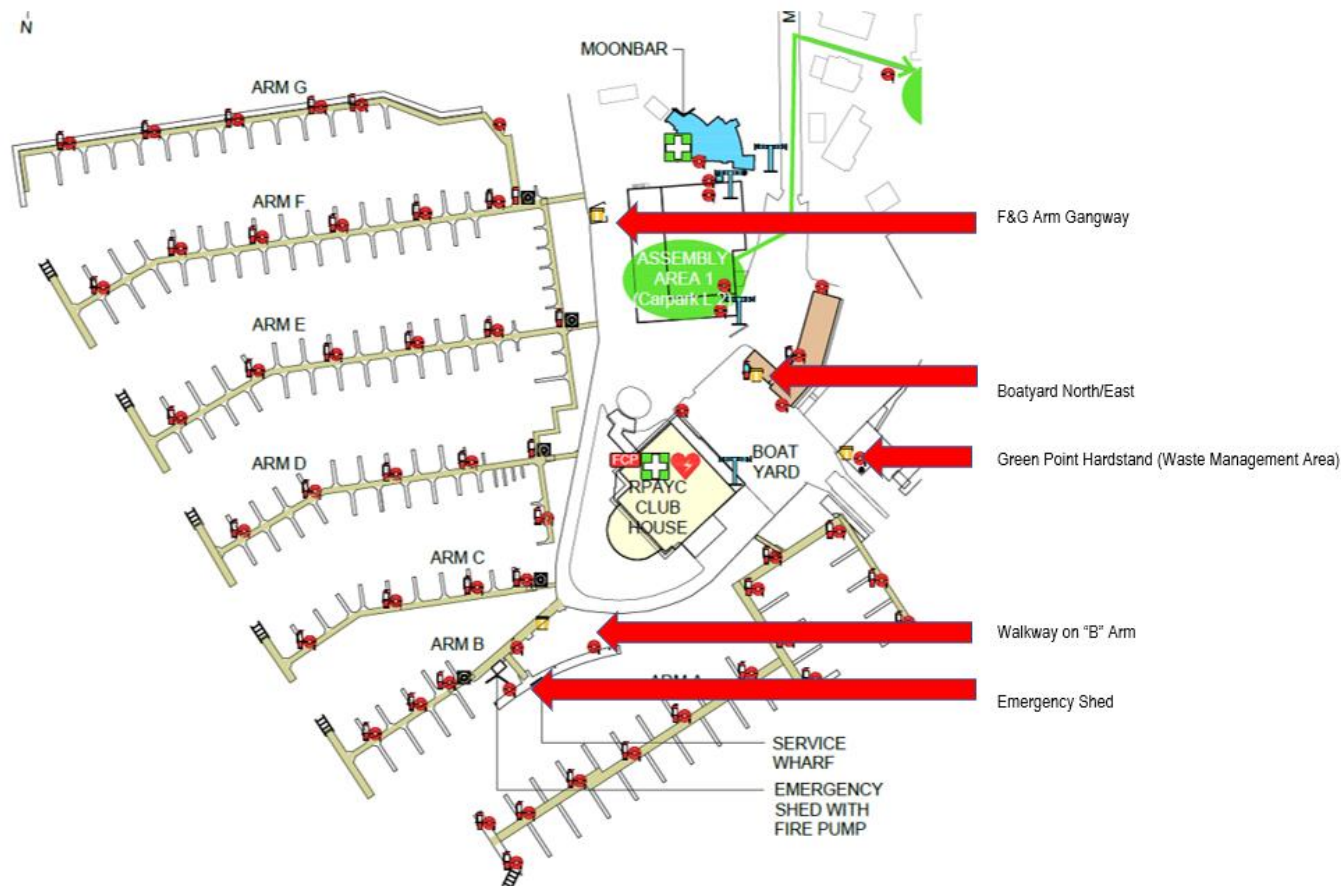 N
MOONBAR
M
ARM G
ARM F
F&G Arm Gangway
ASSEMBLY
AREA 1
(Carpark L 2)
ARM E
Boatyard North/East
BOAT
YARD
Green Point Hardstand (Waste Management Area)
FCP
RPAYC
CLUB
HOUSE
ARM D
ARM C
Walkway on “B” Arm
ARM B
Emergency Shed
SERVICE
WHARF
EMERGENCY
SHED WITH
FIRE PUMP